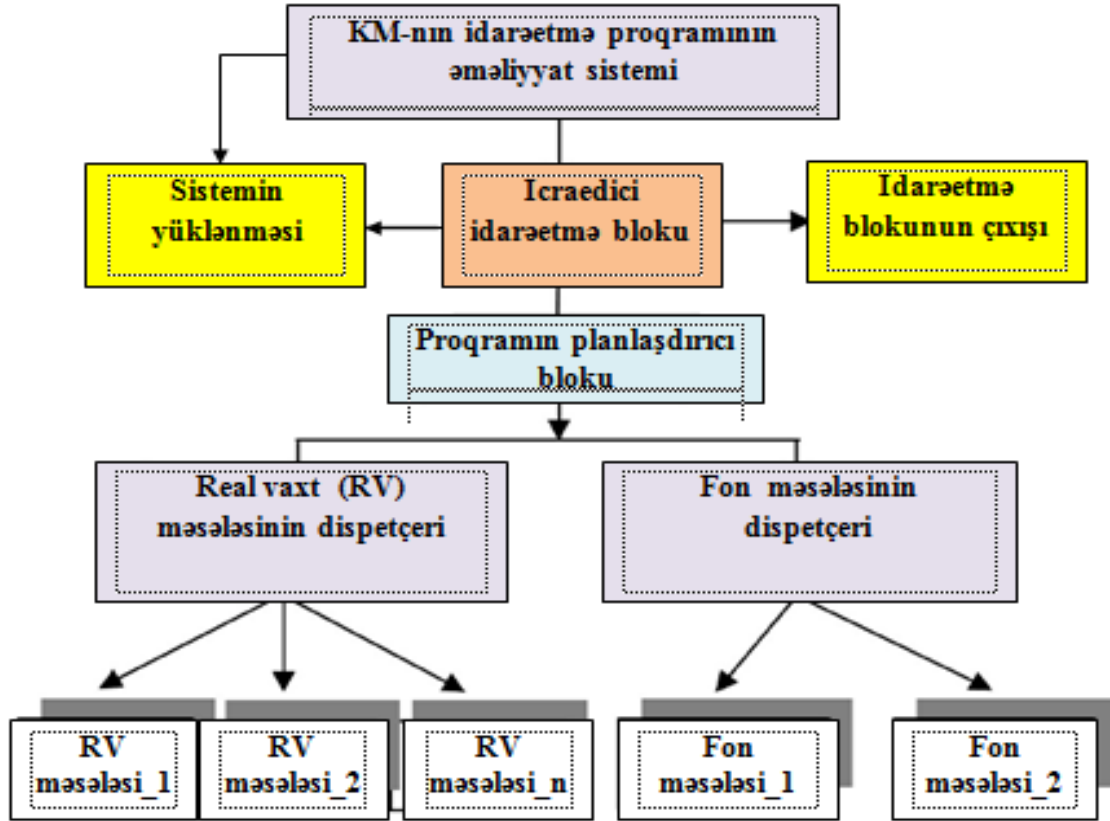 KM-nın idarəetmə proqramının
əməliyyat sistemi
Sistemin
yüklənməsi
Icraedici
idarəetmə bloku
Idarəetmə
blokunun çıxışı
Proqramın planlaşdırıcı
bloku
Real vaxt (RV)
məsələsinin dispetçeri
Fon məsələsinin
dispetçeri
RV
məsələsi_1
RV
məsələsi_2
RV
məsələsi_n
Fon
məsələsi_1
Fon
məsələsi_2